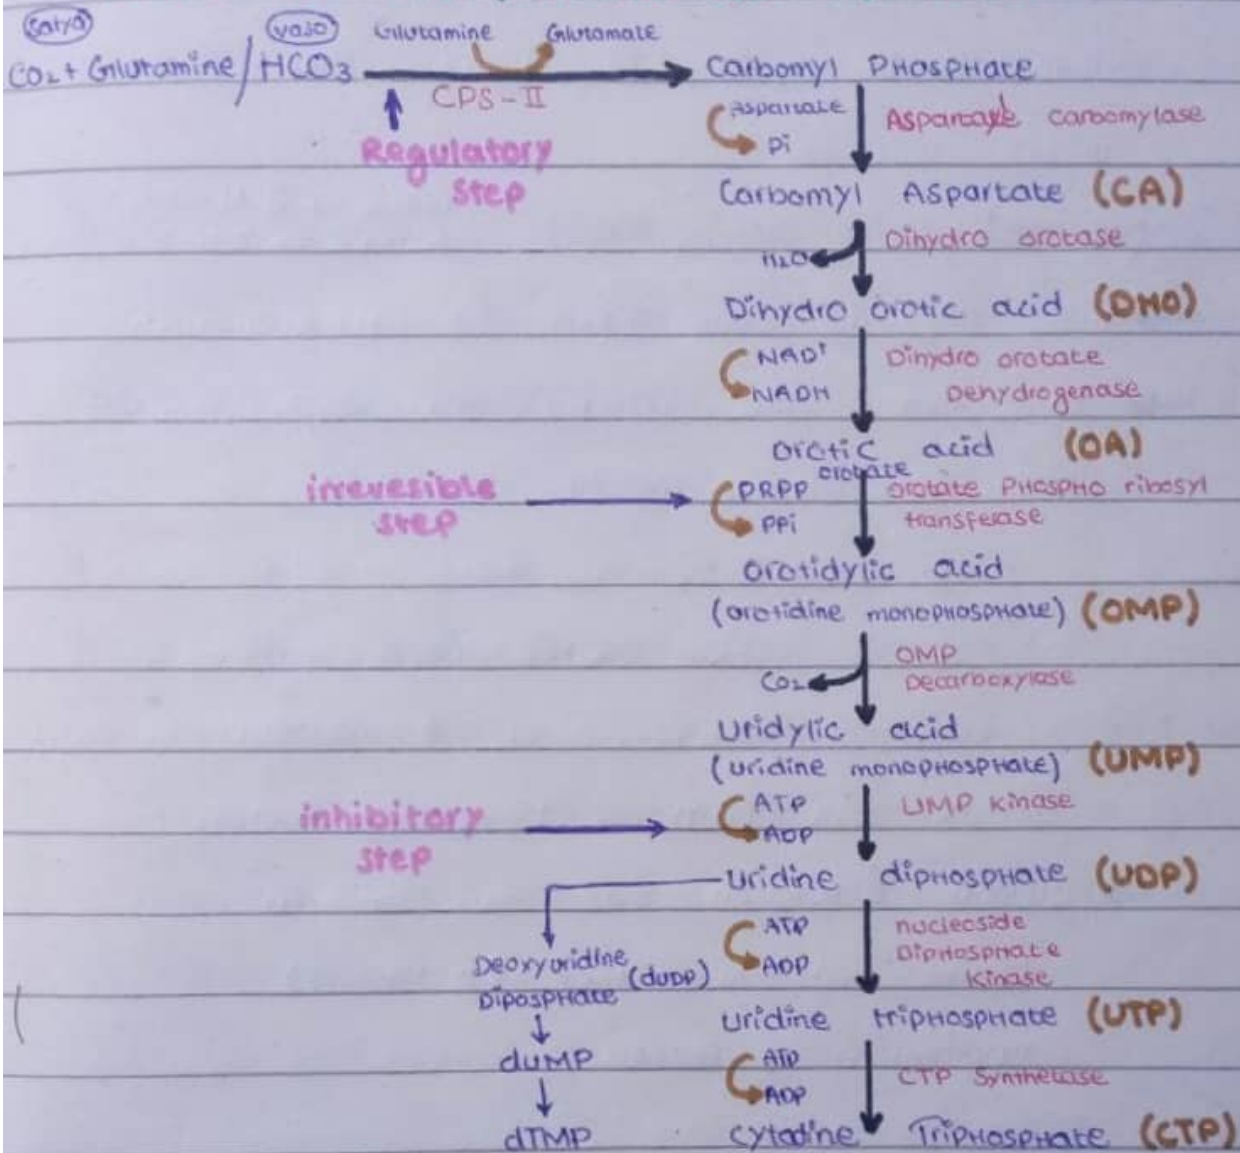 Satya vaso Glutamine Glutamate
CO2 + Glutamine / HCO3 Carbomyl Phosphate
CPS-II
Regulatory
Step
Aspartate
Pi
carbomylase
Carbomyl Aspartate (CA)
Dihydro orotase
H2O
Dihydro orotic acid (DHO)
NAD+ Dihydro orotate
NADH Dehydrogenase
orotic acid (OA)
orotate
irrevesible
step
PRPP orotate Phospho ribosyl
PPi transferase
orotidylic acid
(orotidine monophosphate) (OMP)
OMP
CO2 Decarboxylase
Uridylic acid
(uridine monophosphate) (UMP)
inhibitory
step
ATP UMP kinase
ADP
Uridine diphosphate (UDP)
ATP nucleoside
Diphosphate
ADP Kinase
Deoxyuridine (dUDP)
Diposphate
Uridine triphosphate (UTP)
dUMP
ATP
CTP Synthetase
ADP
dTMP
Cytodine Triphosphate (CTP)